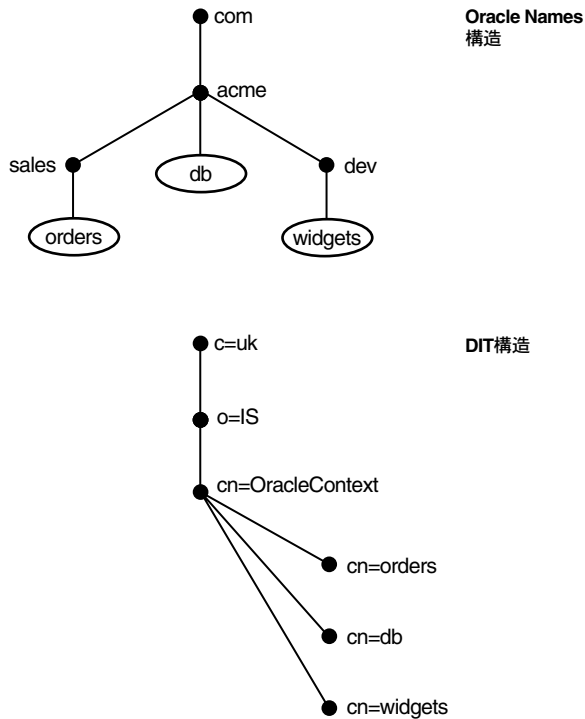 com
Oracle Names
構造
acme
sales
db
dev
orders
widgets
c=uk
DIT構造
o=IS
cn=OracleContext
cn=orders
cn=db
cn=widgets